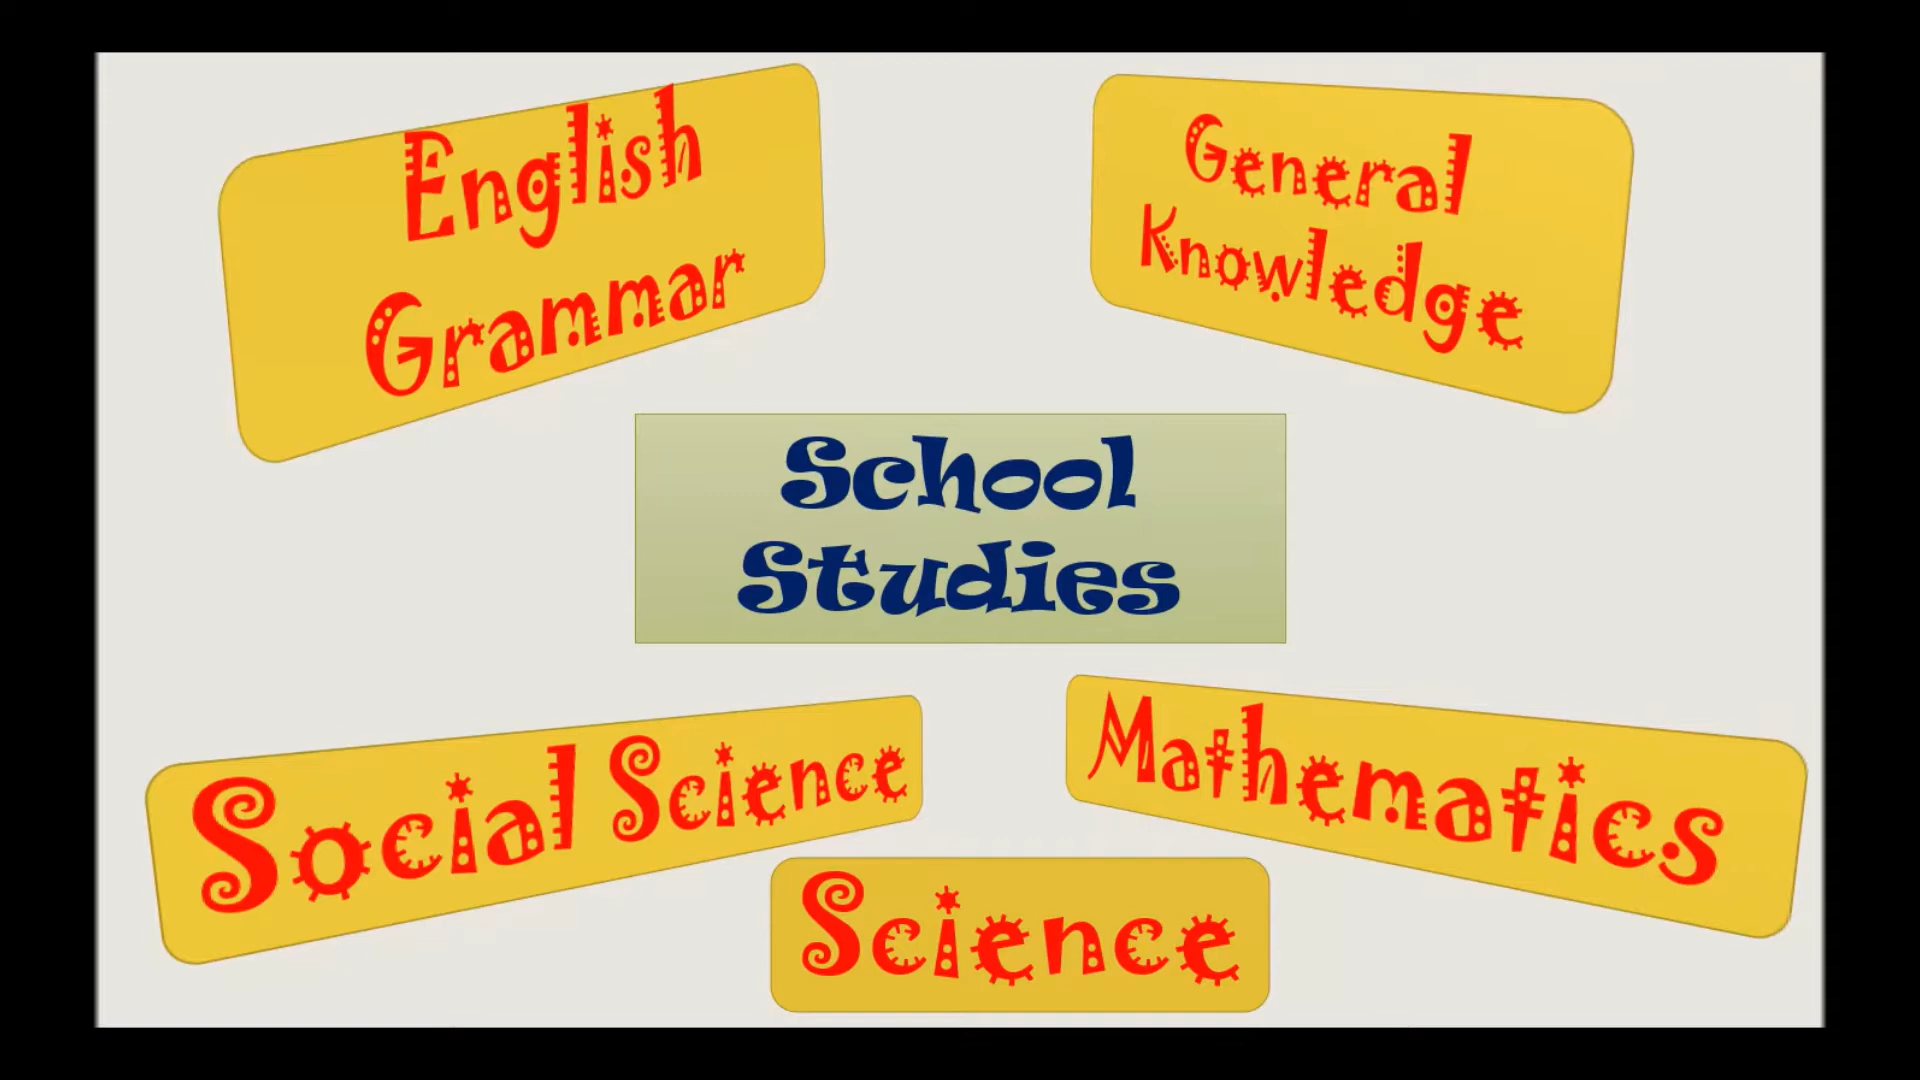 English
Grammar
General
Knowledge
School
Studies
Social Science
Mathematics
Science